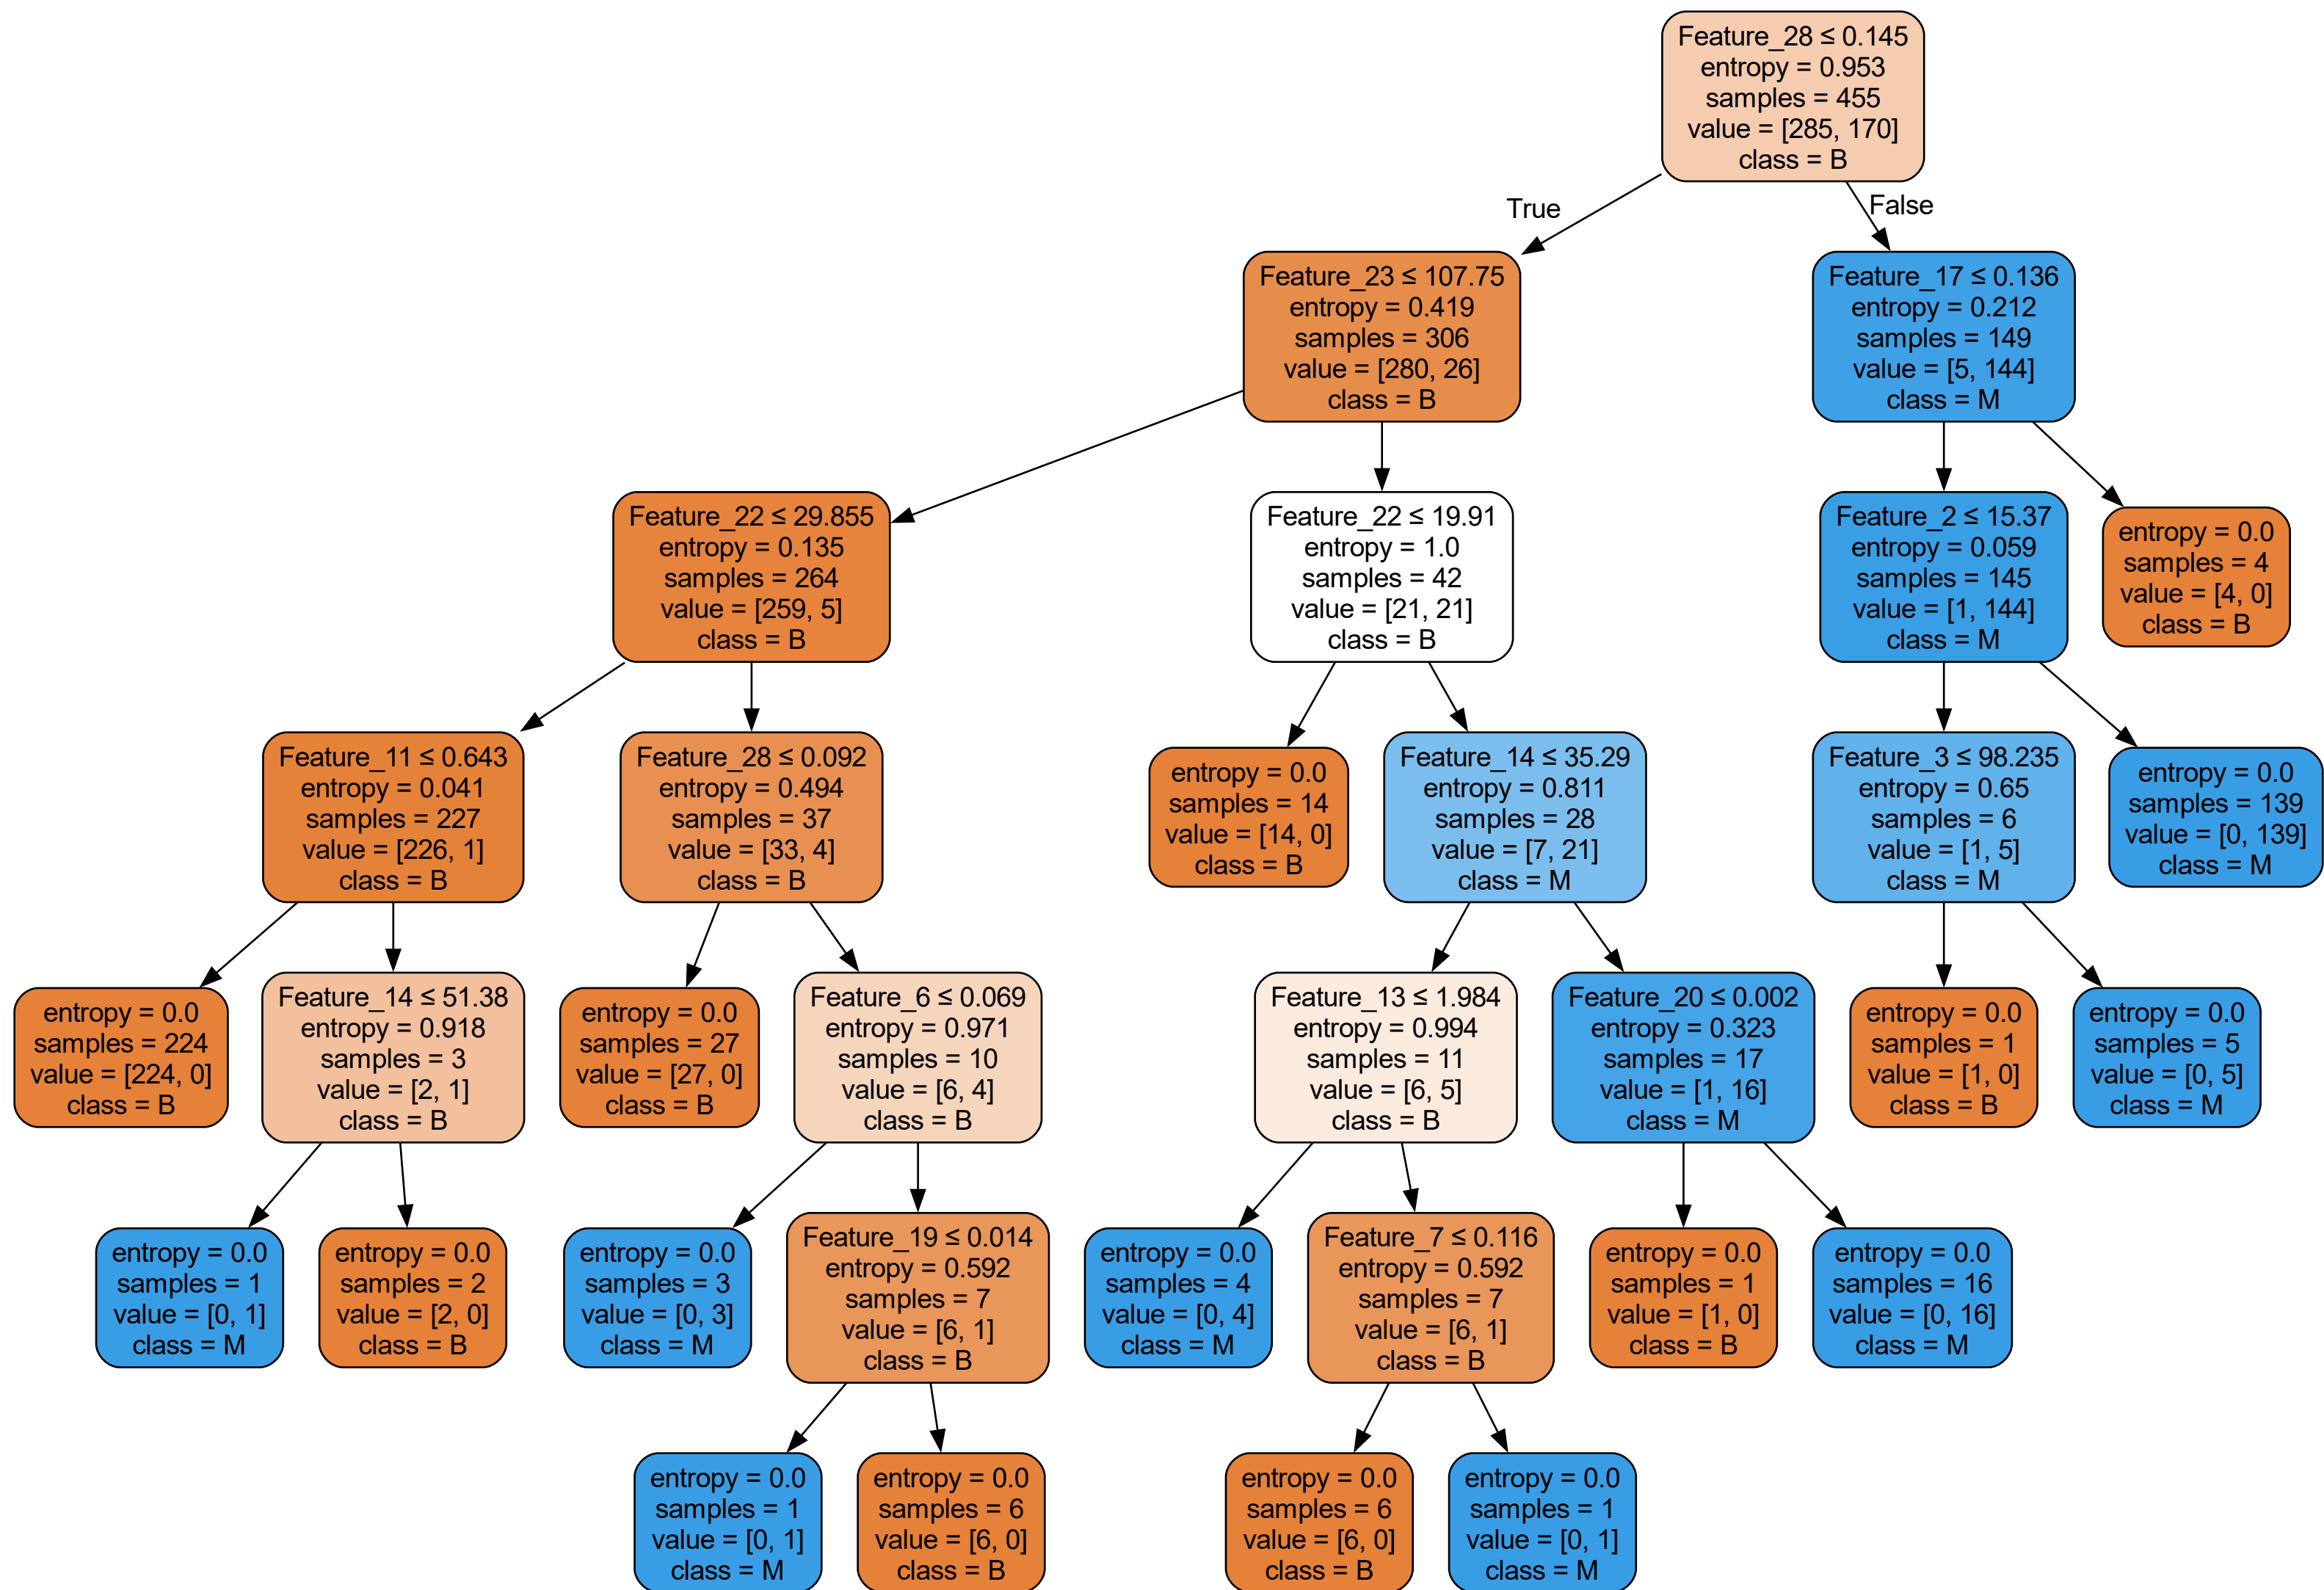 Feature_28 ≤ 0.145
entropy = 0.953
samples = 455
value = [285, 170]
class = B
True
False
Feature_23 ≤ 107.75
entropy = 0.419
samples = 306
value = [280, 26]
class = B
Feature_17 ≤ 0.136
entropy = 0.212
samples = 149
value = [5, 144]
class = M
Feature_22 ≤ 29.855
entropy = 0.135
samples = 264
value = [259, 5]
class = B
Feature_22 ≤ 19.91
entropy = 1.0
samples = 42
value = [21, 21]
class = B
Feature_2 ≤ 15.37
entropy = 0.059
samples = 145
value = [1, 144]
class = M
entropy = 0.0
samples = 4
value = [4, 0]
class = B
Feature_11 ≤ 0.643
entropy = 0.041
samples = 227
value = [226, 1]
class = B
Feature_28 ≤ 0.092
entropy = 0.494
samples = 37
value = [33, 4]
class = B
entropy = 0.0
samples = 14
value = [14, 0]
class = B
Feature_14 ≤ 35.29
entropy = 0.811
samples = 28
value = [7, 21]
class = M
Feature_3 ≤ 98.235
entropy = 0.65
samples = 6
value = [1, 5]
class = M
entropy = 0.0
samples = 139
value = [0, 139]
class = M
entropy = 0.0
samples = 224
value = [224, 0]
class = B
Feature_14 ≤ 51.38
entropy = 0.918
samples = 3
value = [2, 1]
class = B
entropy = 0.0
samples = 27
value = [27, 0]
class = B
Feature_6 ≤ 0.069
entropy = 0.971
samples = 10
value = [6, 4]
class = B
Feature_13 ≤ 1.984
entropy = 0.994
samples = 11
value = [6, 5]
class = B
Feature_20 ≤ 0.002
entropy = 0.323
samples = 17
value = [1, 16]
class = M
entropy = 0.0
samples = 1
value = [1, 0]
class = B
entropy = 0.0
samples = 5
value = [0, 5]
class = M
entropy = 0.0
samples = 1
value = [0, 1]
class = M
entropy = 0.0
samples = 2
value = [2, 0]
class = B
entropy = 0.0
samples = 3
value = [0, 3]
class = M
Feature_19 ≤ 0.014
entropy = 0.592
samples = 7
value = [6, 1]
class = B
entropy = 0.0
samples = 4
value = [0, 4]
class = M
Feature_7 ≤ 0.116
entropy = 0.592
samples = 7
value = [6, 1]
class = B
entropy = 0.0
samples = 1
value = [1, 0]
class = B
entropy = 0.0
samples = 16
value = [0, 16]
class = M
entropy = 0.0
samples = 1
value = [0, 1]
class = M
entropy = 0.0
samples = 6
value = [6, 0]
class = B
entropy = 0.0
samples = 6
value = [6, 0]
class = B
entropy = 0.0
samples = 1
value = [0, 1]
class = M